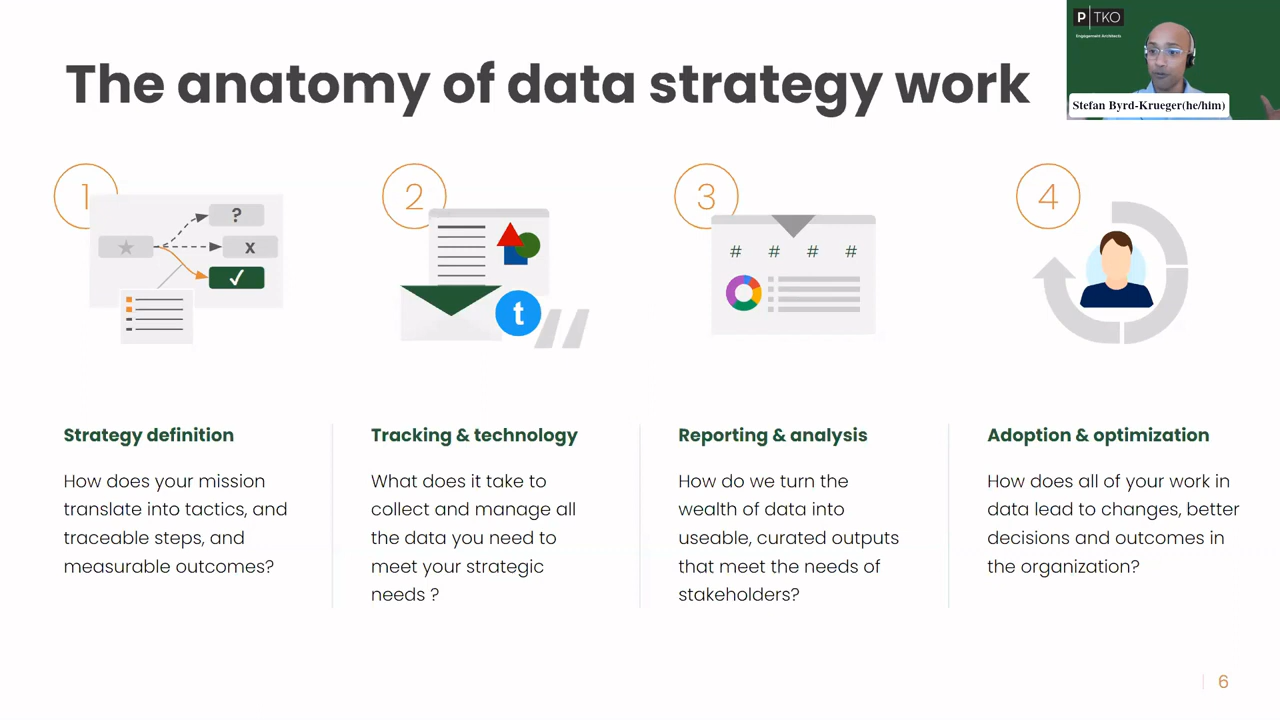 The anatomy of data strategy work
P TKO
Engagement Architects
Stefan Byrd-Krueger(he/him)
1
?
x
2
t
3
# # # #
4
Strategy definition
How does your mission
translate into tactics, and
traceable steps, and
measurable outcomes?
Tracking & technology
What does it take to
collect and manage all
the data you need to
meet your strategic
needs ?
Reporting & analysis
How do we turn the
wealth of data into
useable, curated outputs
that meet the needs of
stakeholders?
Adoption & optimization
How does all of your work in
data lead to changes, better
decisions and outcomes in
the organization?
6